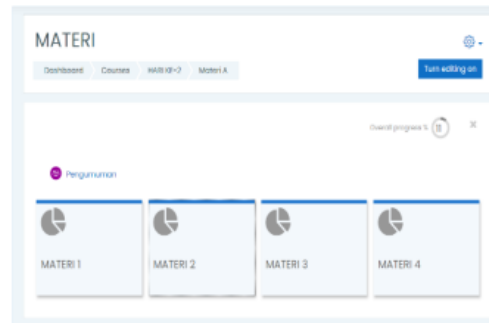 MATERI
Dashboard Courses Materi A
Turn editing on
Overall progress %
Pengumuman
MATERI 1 MATERI 2 MATERI 3 MATERI 4